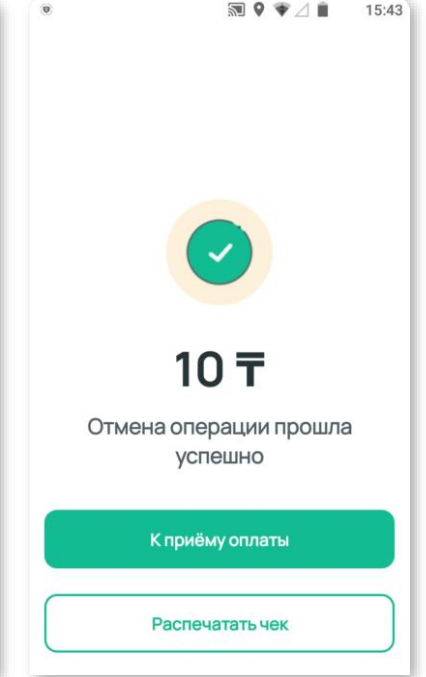 15:43
10 ₸
Отмена операции прошла
успешно
К приёму оплаты
Распечатать чек